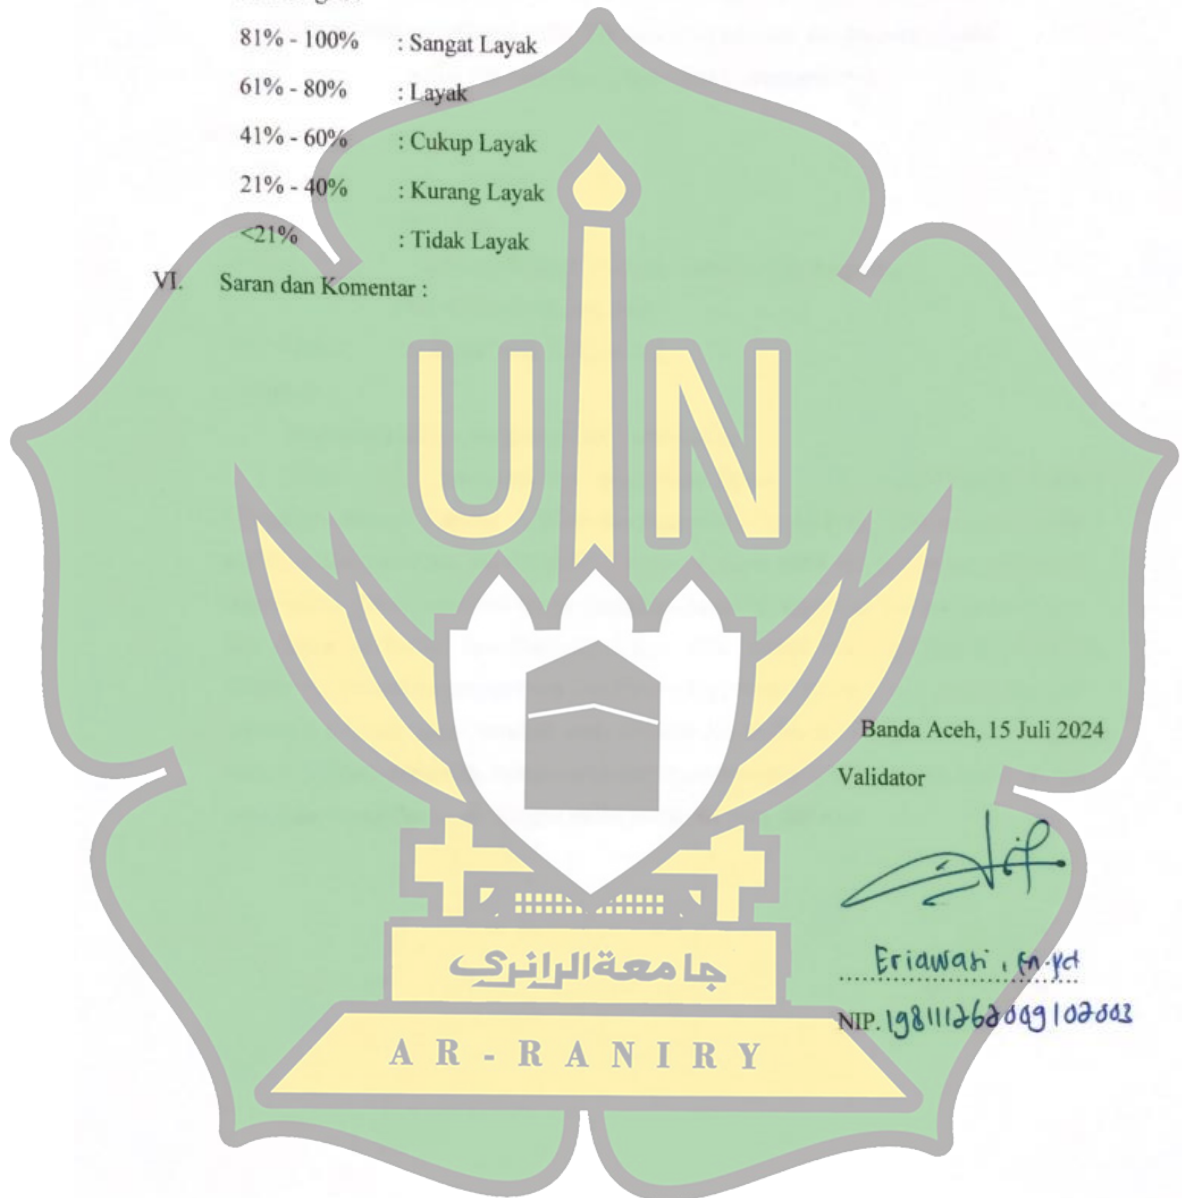 81% - 100% : Sangat Layak
61% - 80% : Layak
41% - 60% : Cukup Layak
21% - 40% : Kurang Layak
<21% : Tidak Layak
VI. Saran dan Komentar :
UIN
Banda Aceh, 15 Juli 2024
Validator
Eriawati,
NIP. 198111262009102003
جامعة الرانري
AR-RANIRY